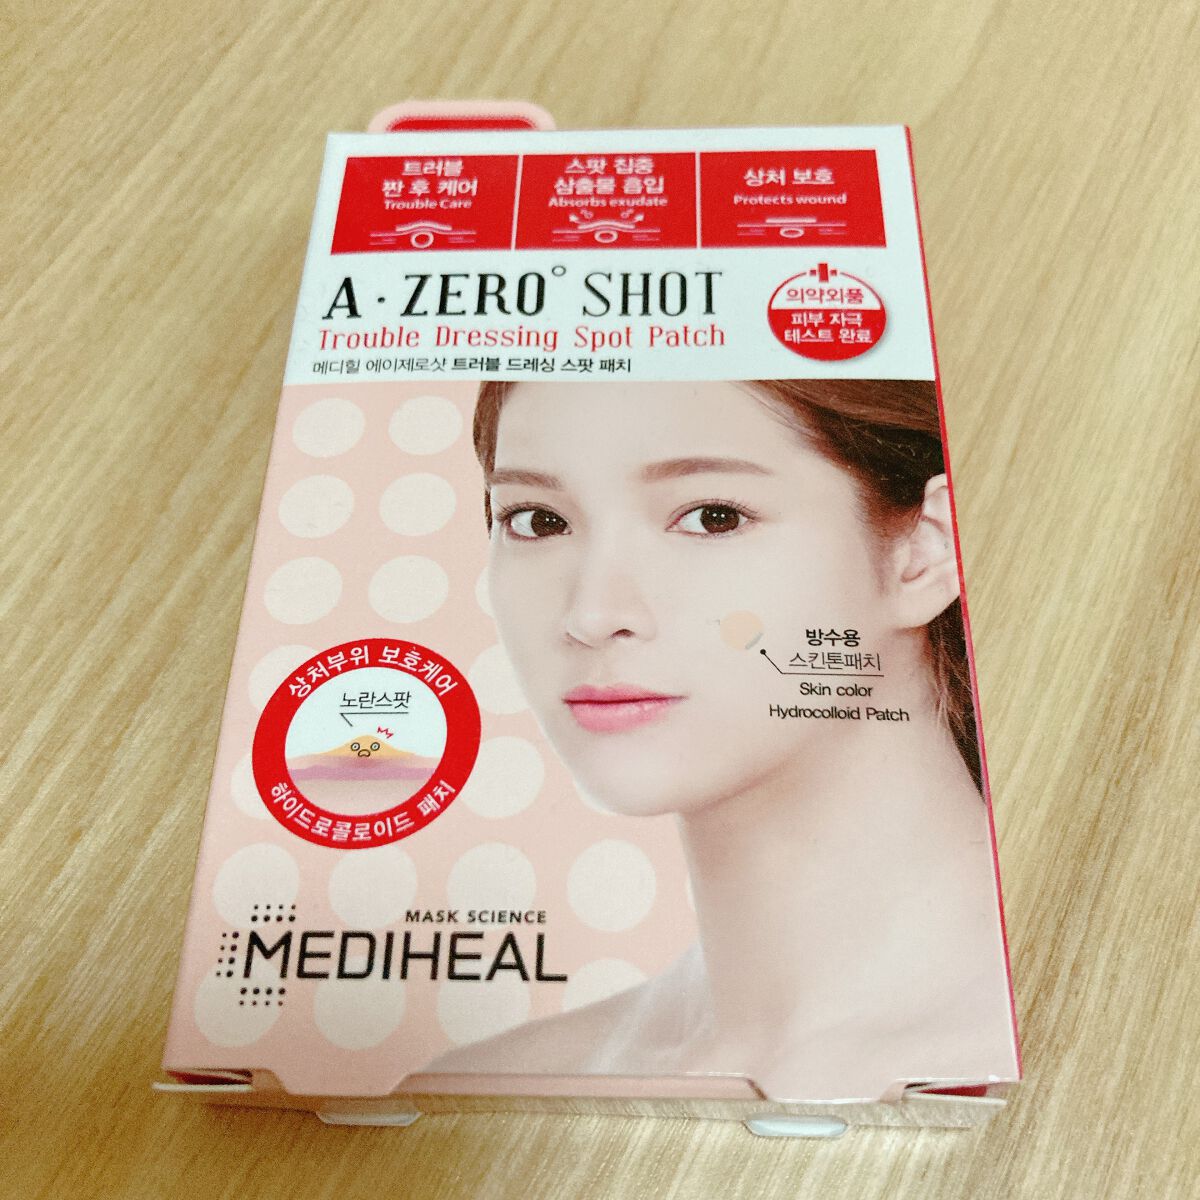 트러블
짠 후 케어
Trouble Care
스팟 집중
삼출물 흡입
Absorbs exudate
상처 보호
Protects wound
A·ZERO° SHOT
Trouble Dressing Spot Patch
메디힐 에이제로샷 트러블 드레싱 스팟 패치
의약외품
피부 자극
테스트 완료
방수용
스킨톤패치
Skin color
Hydrocolloid Patch
상처부위 보호케어
노란스팟
하이드로콜로이드 패치
MASK SCIENCE
MEDIHEAL